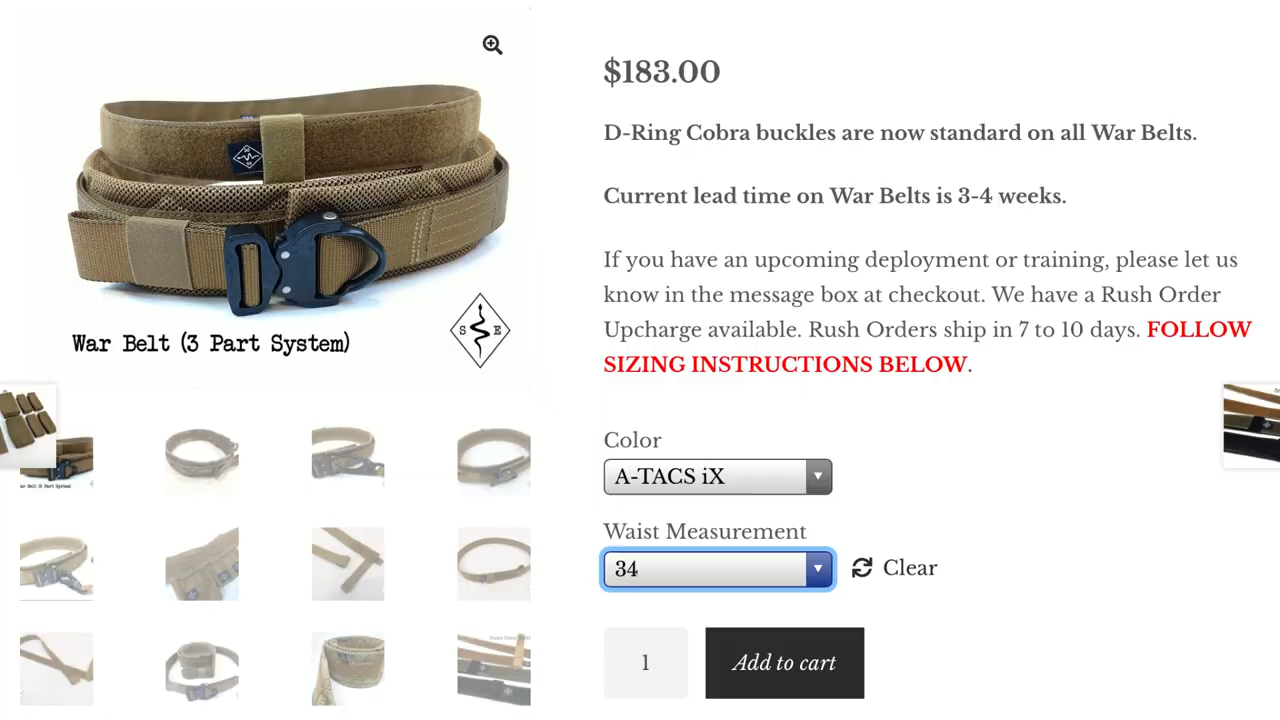 $183.00
D-Ring Cobra buckles are now standard on all War Belts.
Current lead time on War Belts is 3-4 weeks.
If you have an upcoming deployment or training, please let us
know in the message box at checkout. We have a Rush Order
Upcharge available. Rush Orders ship in 7 to 10 days. FOLLOW
SIZING INSTRUCTIONS BELOW.
War Belt (3 Part System)
S E
Color
A-TACS iX
Waist Measurement
34
Clear
1
Add to cart